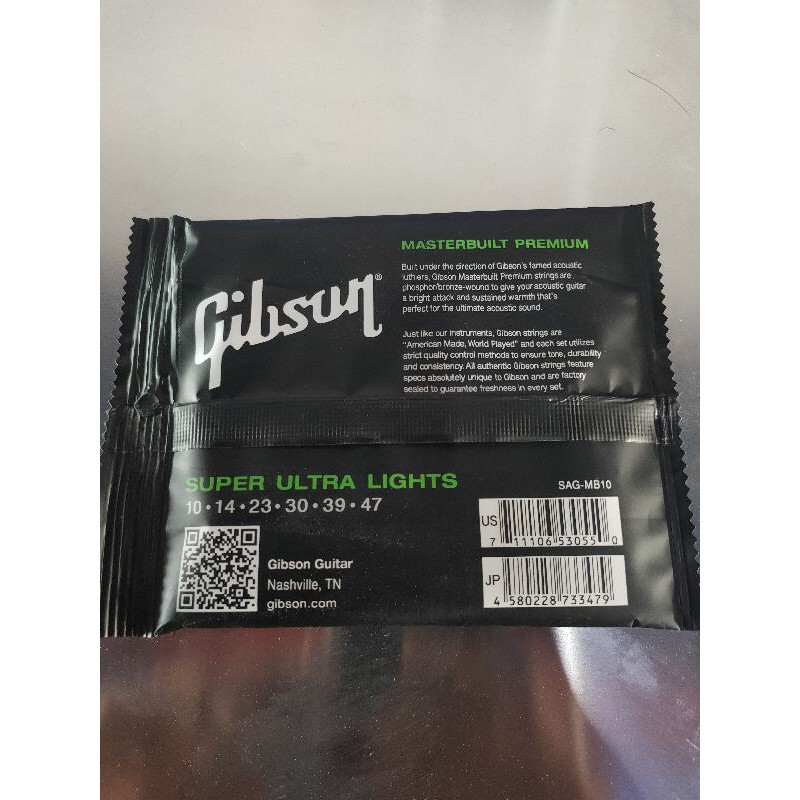 Gibson®
MASTERBUILT PREMIUM
Built under the direction of Gibson's famed acoustic
luthiers, Gibson Masterbuilt Premium strings are
phosphor/bronze-wound to give your acoustic guitar
a bright attack and sustained warmth that's
perfect for the ultimate acoustic sound.
Just like our instruments, Gibson strings are
"American Made, World Played" and each set utilizes
strict quality control methods to ensure tone, durability
and consistency. All authentic Gibson strings feature
specs absolutely unique to Gibson and are factory
sealed to guarantee freshness in every set.
SUPER ULTRA LIGHTS
10•14•23•30•39•47
SAG-MB10
US
7 11106 53055 0
JP
4 580228 733479
Gibson Guitar
Nashville, TN
gibson.com